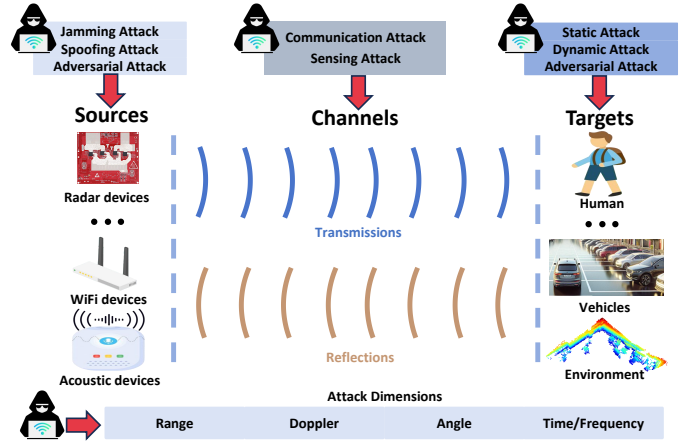 Jamming Attack
Spoofing Attack
Adversarial Attack
Communication Attack
Sensing Attack
Static Attack
Dynamic Attack
Adversarial Attack
Sources
Channels
Targets
Radar devices
WiFi devices
Acoustic devices
Transmissions
Reflections
Human
Vehicles
Environment
Attack Dimensions
Range
Doppler
Angle
Time/Frequency